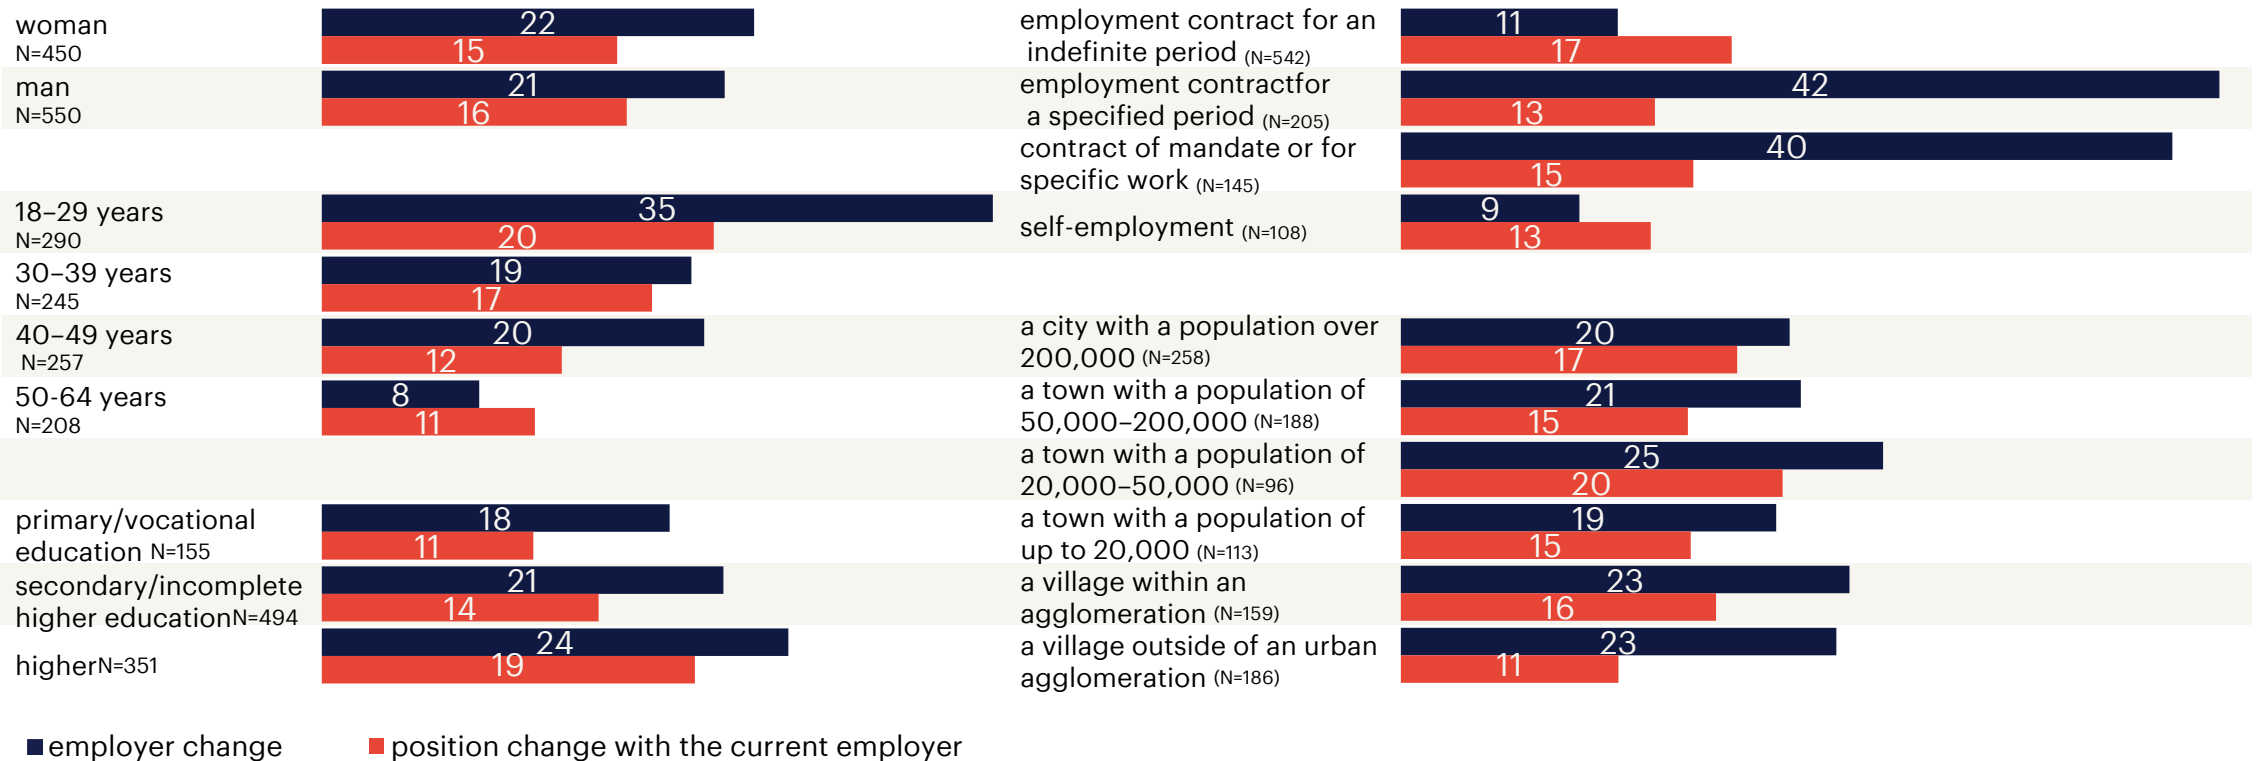 woman
N=450
22
15
man
N=550
21
16
18–29 years
N=290
35
20
30–39 years
N=245
19
17
40–49 years
N=257
20
12
50-64 years
N=208
8
11
primary/vocational
education N=155
18
11
secondary/incomplete
higher educationN=494
21
14
higherN=351
24
19
employment contract for an
indefinite period (N=542)
11
17
employment contractfor
a specified period (N=205)
42
13
contract of mandate or for
specific work (N=145)
40
15
self-employment (N=108)
9
13
a city with a population over
200,000 (N=258)
20
17
a town with a population of
50,000–200,000 (N=188)
21
15
a town with a population of
20,000–50,000 (N=96)
25
20
a town with a population of
up to 20,000 (N=113)
19
15
a village within an
agglomeration (N=159)
23
16
a village outside of an urban
agglomeration (N=186)
23
11
employer change
position change with the current employer